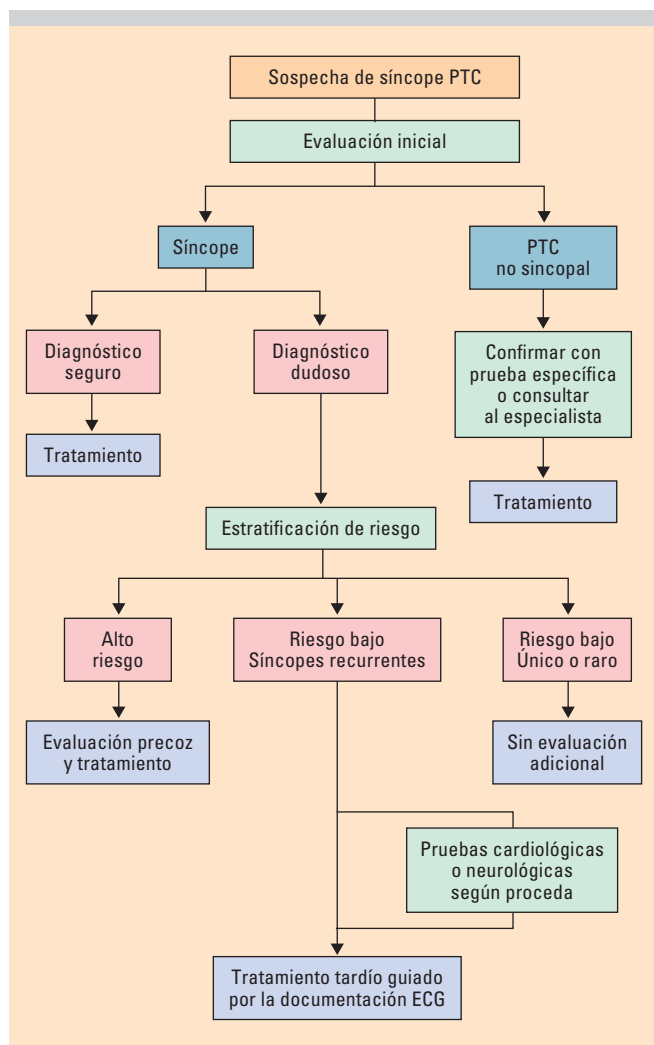 Sospecha de síncope PTC
Evaluación inicial
Síncope
PTC
no sincopal
Diagnóstico
seguro
Diagnóstico
dudoso
Confirmar con
prueba específica
o consultar
al especialista
Tratamiento
Tratamiento
Estratificación de riesgo
Alto
riesgo
Riesgo bajo
Síncopes recurrentes
Riesgo bajo
Único o raro
Evaluación precoz
y tratamiento
Sin evaluación
adicional
Pruebas cardiológicas
o neurológicas
según proceda
Tratamiento tardío guiado
por la documentación ECG